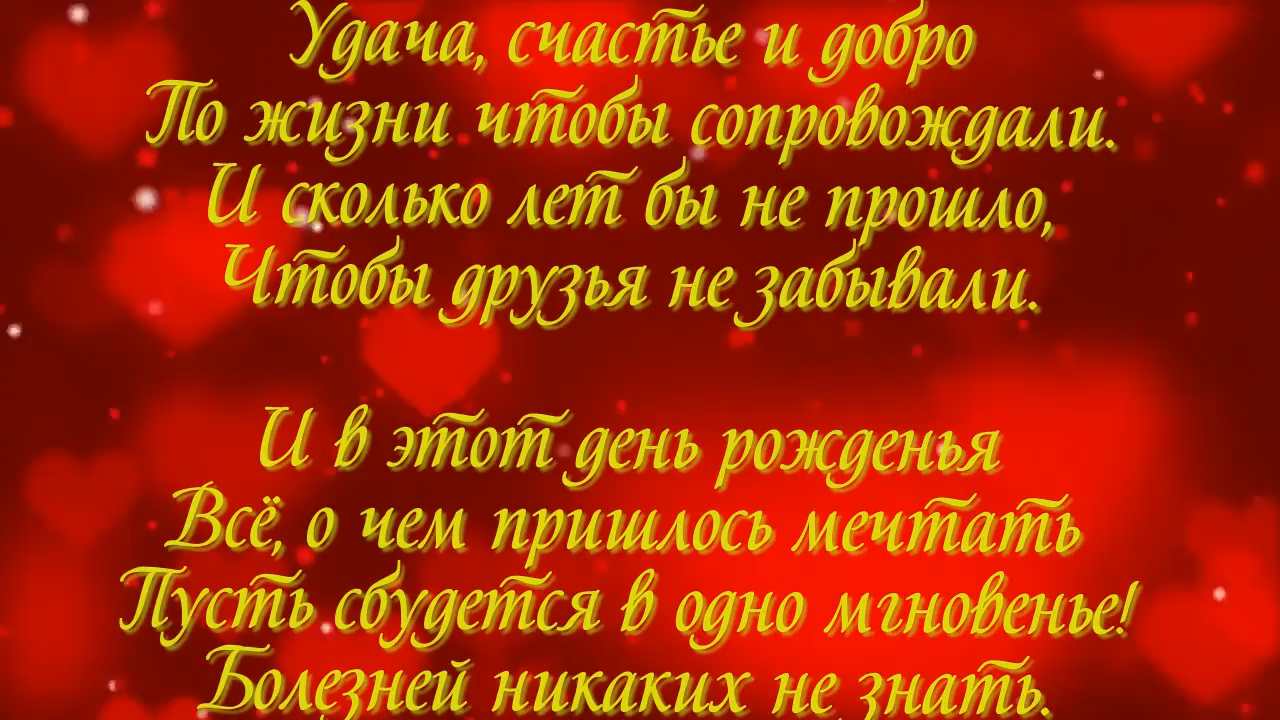 Удача, счастье и добро
По жизни чтобы сопровождали.
И сколько лет бы не прошло,
Чтобы друзья не забывали.
И в этот день рожденья
Всё, о чем пришлось мечтать
Пусть сбудется в одно мгновенье!
Болезней никаких не знать.